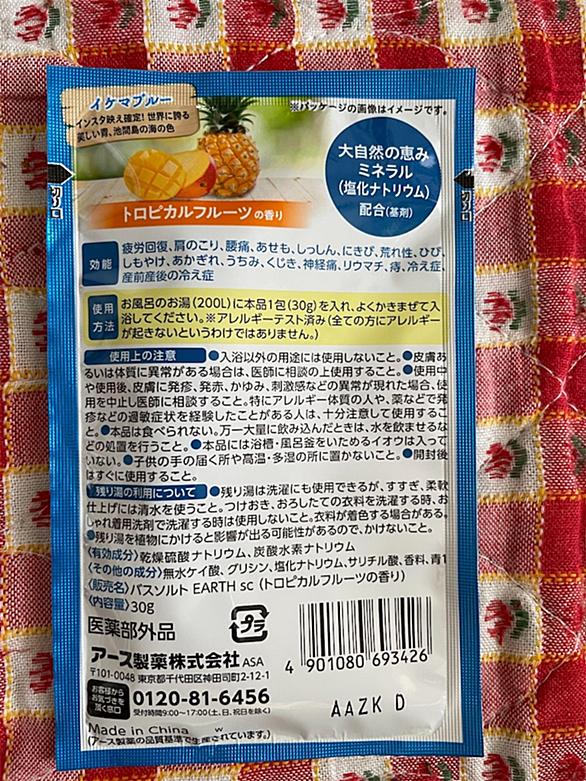 イケマブルー
インスタ映え確定!世界に誇る
美しい青、池間島の海の色
※パッケージの画像はイメージです。
大自然の恵み
ミネラル
(塩化ナトリウム)
配合(基剤)
トロピカルフルーツの香り
効能
疲労回復、肩のこり、腰痛、あせも、しっしん、にきび、荒れ性、ひび、
しもやけ、あかぎれ、うちみ、くじき、神経痛、リウマチ、痔、冷え症、
産前産後の冷え症
使用
方法
お風呂のお湯(200L)に本品1包(30g)を入れ、よくかきまぜて入
浴してください。※アレルギーテスト済み(全ての方にアレルギー
が起きないというわけではありません。)
使用上の注意 ●入浴以外の用途には使用しないこと。●皮膚あ
るいは体質に異常がある場合は、医師に相談の上使用すること。●使用中
や使用後、皮膚に発疹、発赤、かゆみ、刺激感などの異常が現れた場合、使
用を中止し医師に相談すること。特にアレルギー体質の人や、薬などで発
疹などの過敏症状を経験したことがある人は、十分注意して使用するこ
と。●本品は食べられない。万一大量に飲み込んだときは、水を飲ませるな
どの処置を行うこと。●本品には浴槽・風呂釜をいためるイオウは入って
いない。●子供の手の届く所や高温・多湿の所に置かないこと。●開封後
はすぐに使用すること。
残り湯の利用について ●残り湯は洗濯にも使用できるが、すすぎ、柔軟
仕上げには清水を使うこと。つけおき、おろしたての衣料を洗濯する時、お
しゃれ着用洗剤で洗濯する時は使用しないこと。衣料が着色する場合がある。
●残り湯を植物にかけると影響が出る可能性があるので、かけないこと。
〈有効成分〉乾燥硫酸ナトリウム、炭酸水素ナトリウム
〈その他の成分〉無水ケイ酸、グリシン、塩化ナトリウム、サリチル酸、香料、青1
〈販売名〉バスソルト EARTH sc (トロピカルフルーツの香り)
〈内容量〉30g
医薬部外品
プラ
アース製薬株式会社 ASA
〒101-0048 東京都千代田区神田司町2-12-1
お客様から
お気づきを
頂く窓口
0120-81-6456
受付時間9:00~17:00(土、日、祝日を除く)
Made in China w
(アース製薬の品質基準で生産されています。)
4 901080 693426
AAZK D